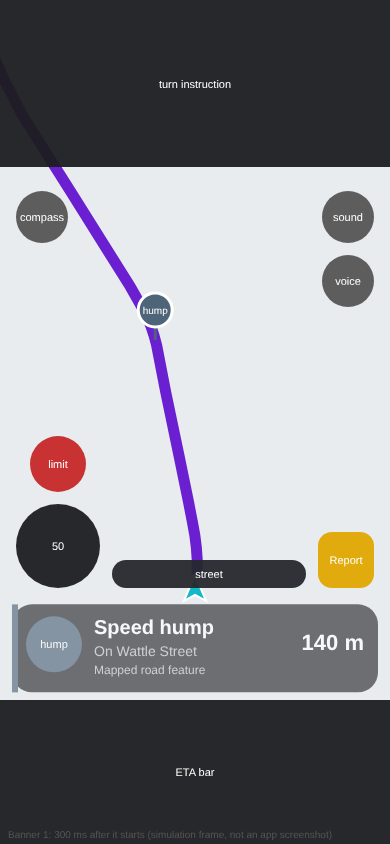 turn instruction
compass
sound
voice
hump
limit
50
street
Report
hump
Speed hump
On Wattle Street
Mapped road feature
140 m
ETA bar
Banner 1: 300 ms after it starts (simulation frame, not an app screenshot)